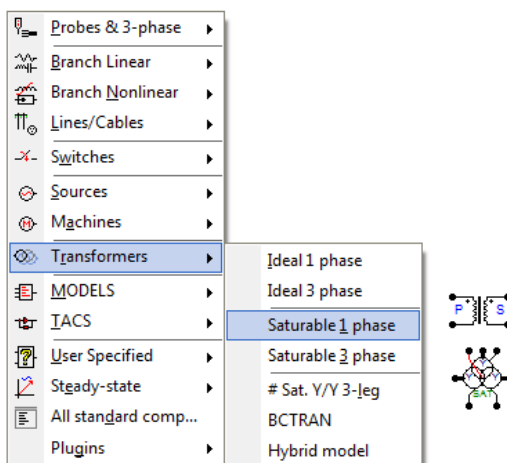 Probes & 3-phase
Branch Linear
Branch Nonlinear
Lines/Cables
Switches
Sources
Machines
Transformers
MODELS
TACS
User Specified
Steady-state
All standard comp...
Plugins
Ideal 1 phase
Ideal 3 phase
Saturable 1 phase
Saturable 3 phase
# Sat. Y/Y 3-leg
BCTRAN
Hybrid model
P S
Y Y Y
SAT